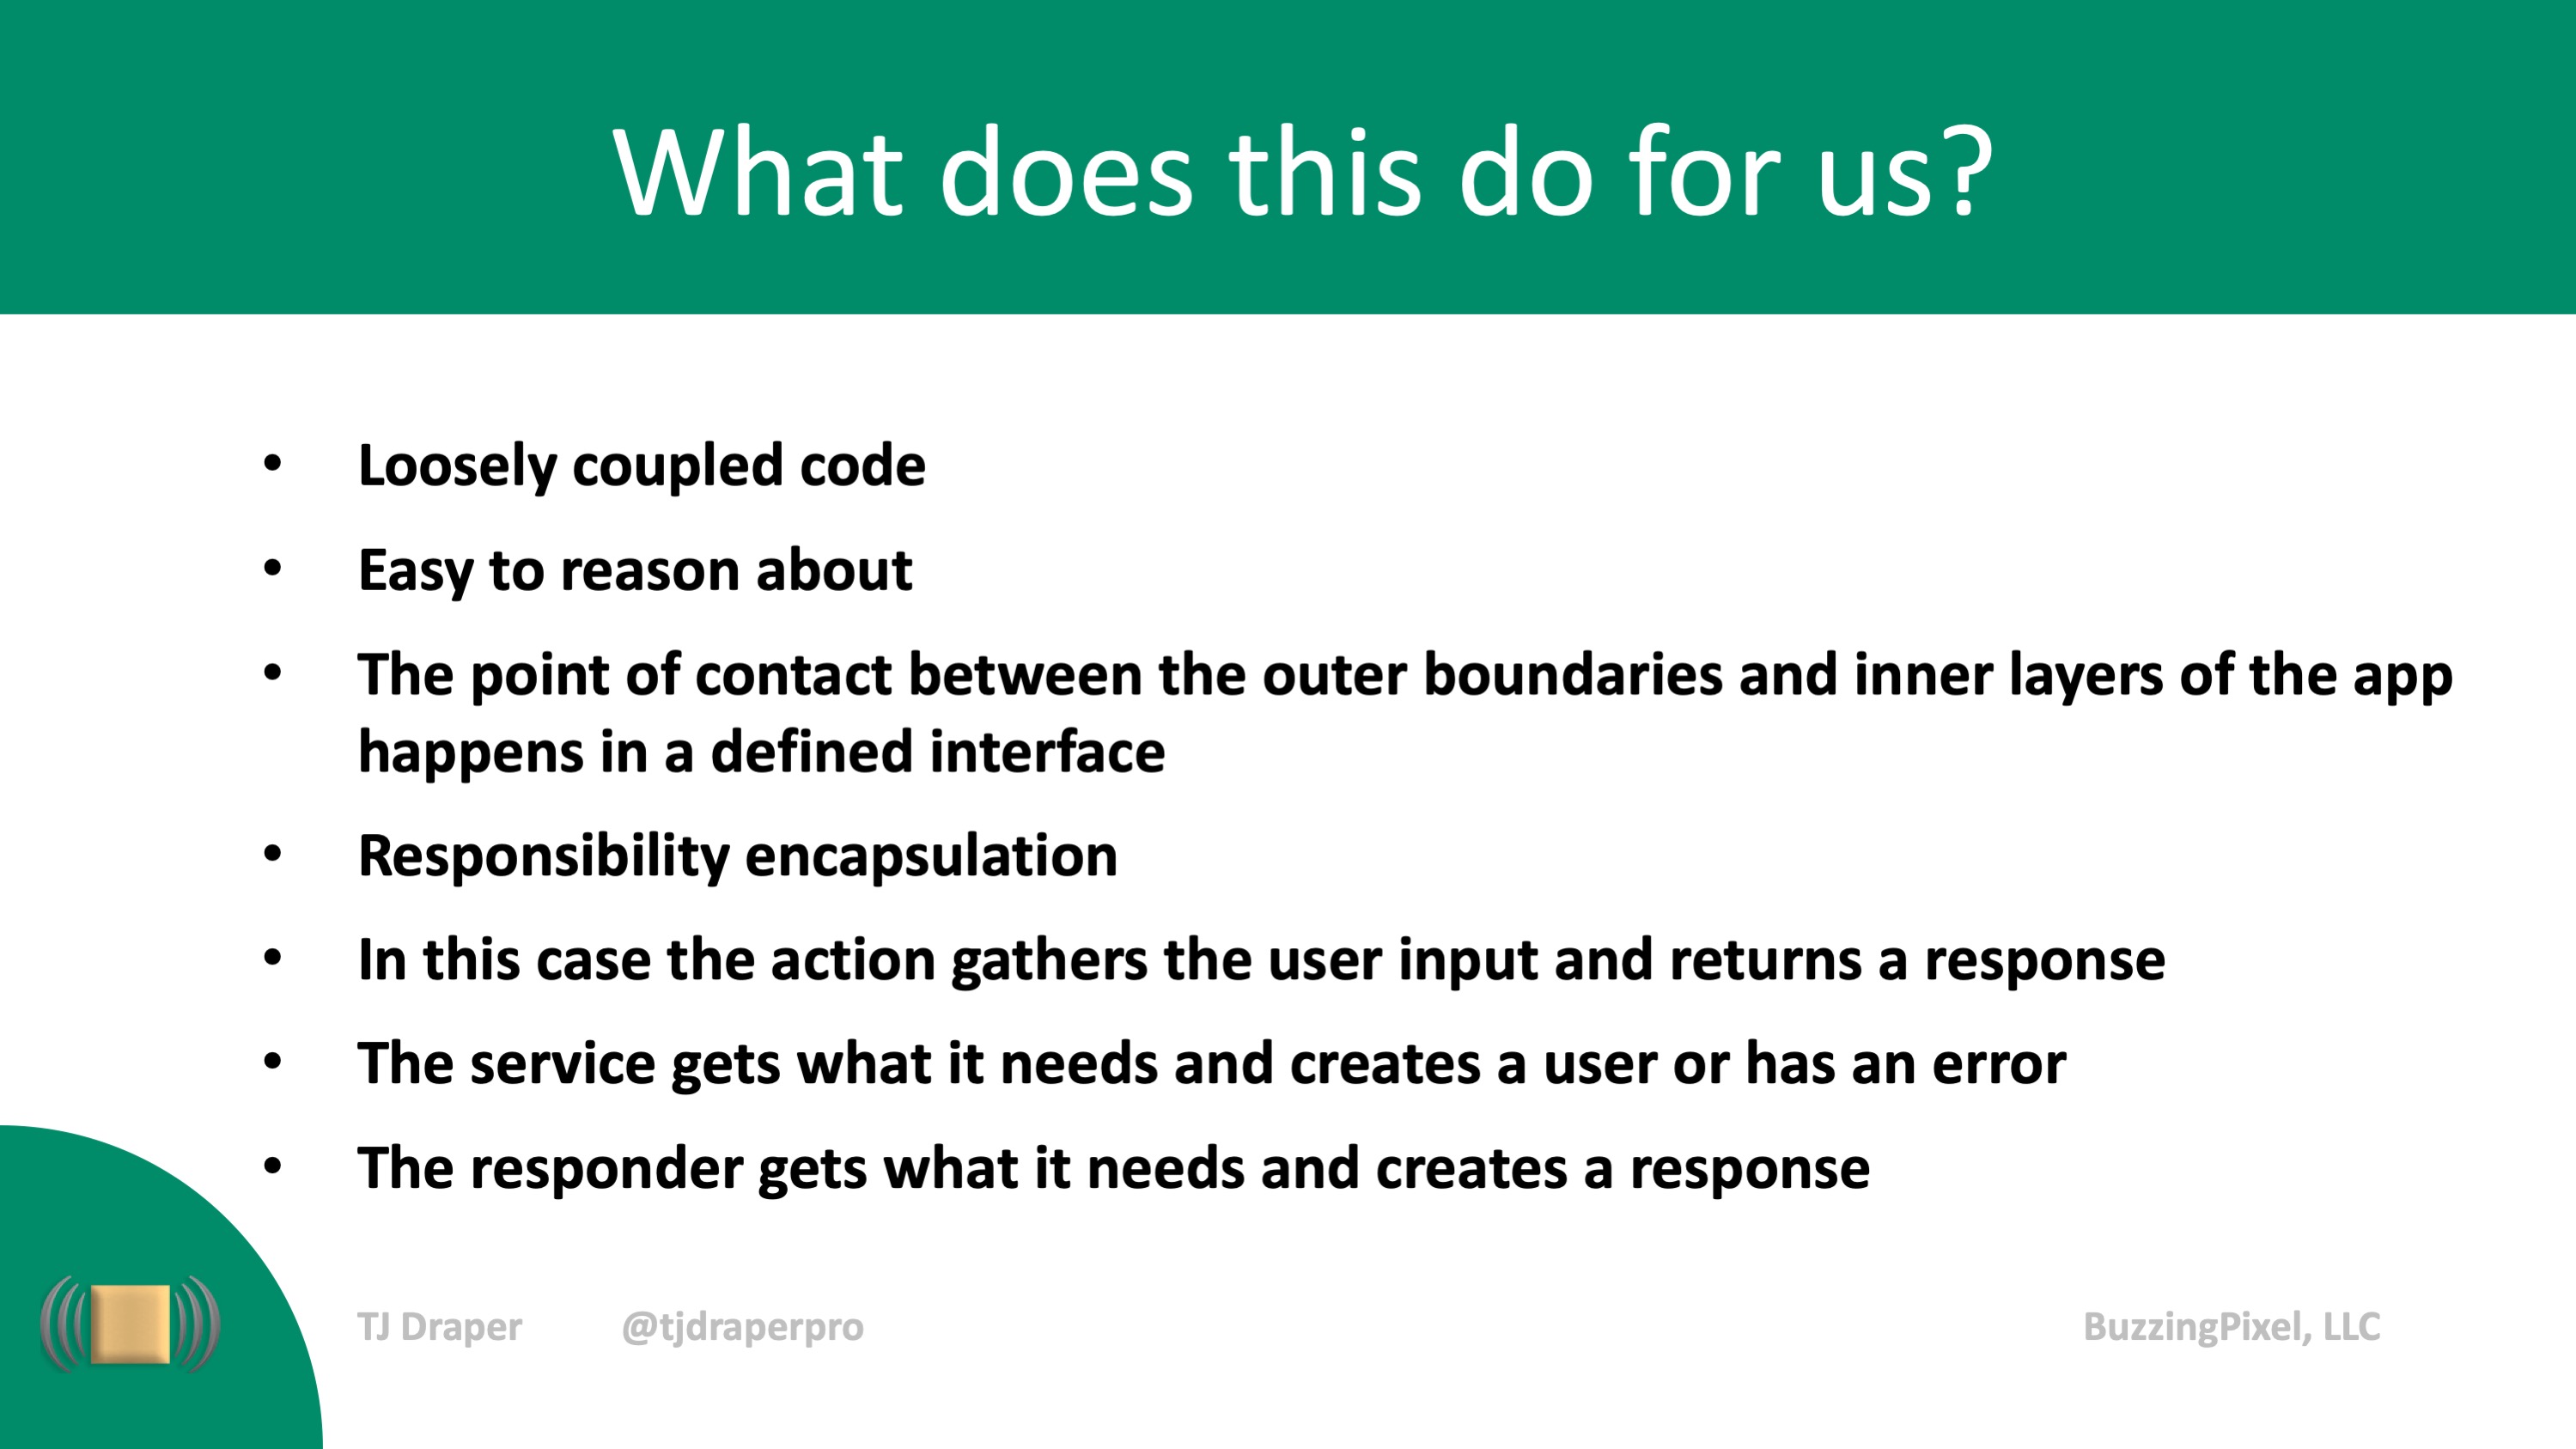 What does this do for us?
• Loosely coupled code
• Easy to reason about
• The point of contact between the outer boundaries and inner layers of the app
happens in a defined interface
• Responsibility encapsulation
• In this case the action gathers the user input and returns a response
• The service gets what it needs and creates a user or has an error
• The responder gets what it needs and creates a response
TJ Draper @tjdraperpro BuzzingPixel, LLC